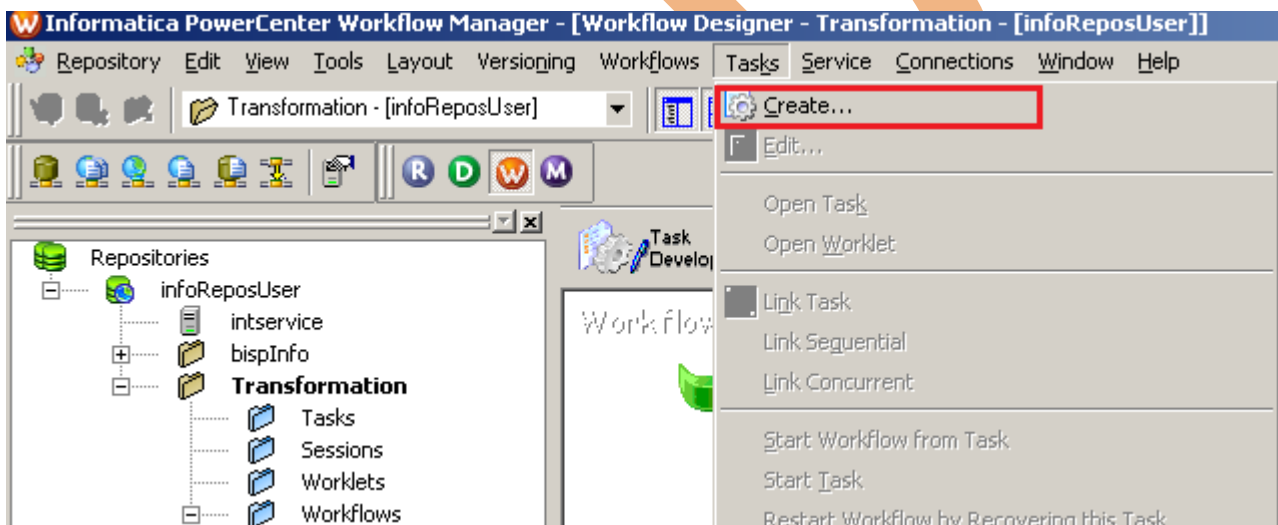 Informatica PowerCenter Workflow Manager - [Workflow Designer - Transformation - [infoReposUser]]
Repository Edit View Tools Layout Versioning Workflows Tasks Service Connections Window Help
Transformation - [infoReposUser]
Create...
Edit...
R D W M
Open Task
Open Worklet
Task
Develop
Repositories
infoReposUser
intservice
bispInfo
Transformation
Tasks
Sessions
Worklets
Workflows
Workflow
Link Task
Link Sequential
Link Concurrent
Start Workflow from Task
Start Task
Restart Workflow by Recovering this Task